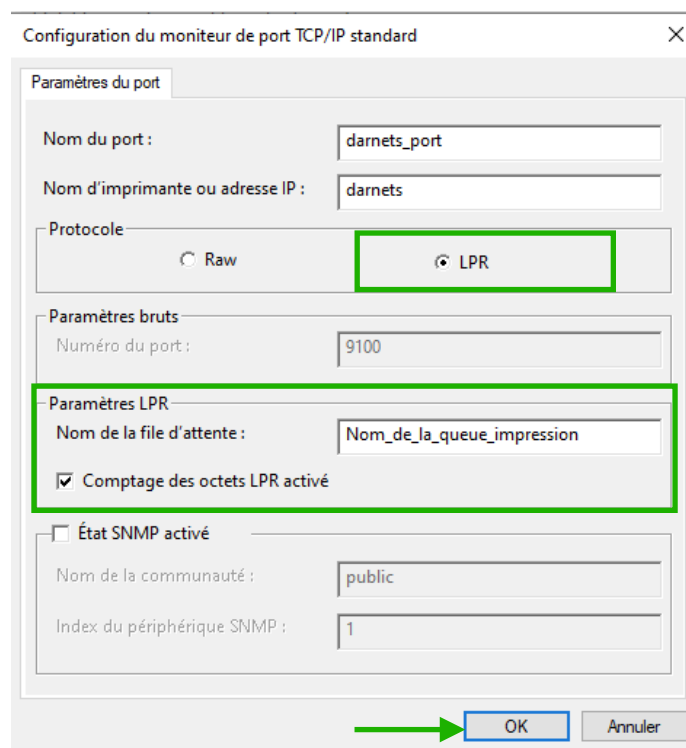 Configuration du moniteur de port TCP/IP standard
Paramètres du port
Nom du port :
darnets_port
Nom d'imprimante ou adresse IP :
darnets
Protocole
Raw
LPR
Paramètres bruts
Numéro du port :
9100
Paramètres LPR
Nom de la file d'attente :
Nom_de_la_queue_impression
Comptage des octets LPR activé
État SNMP activé
Nom de la communauté :
public
Index du périphérique SNMP :
1
OK
Annuler